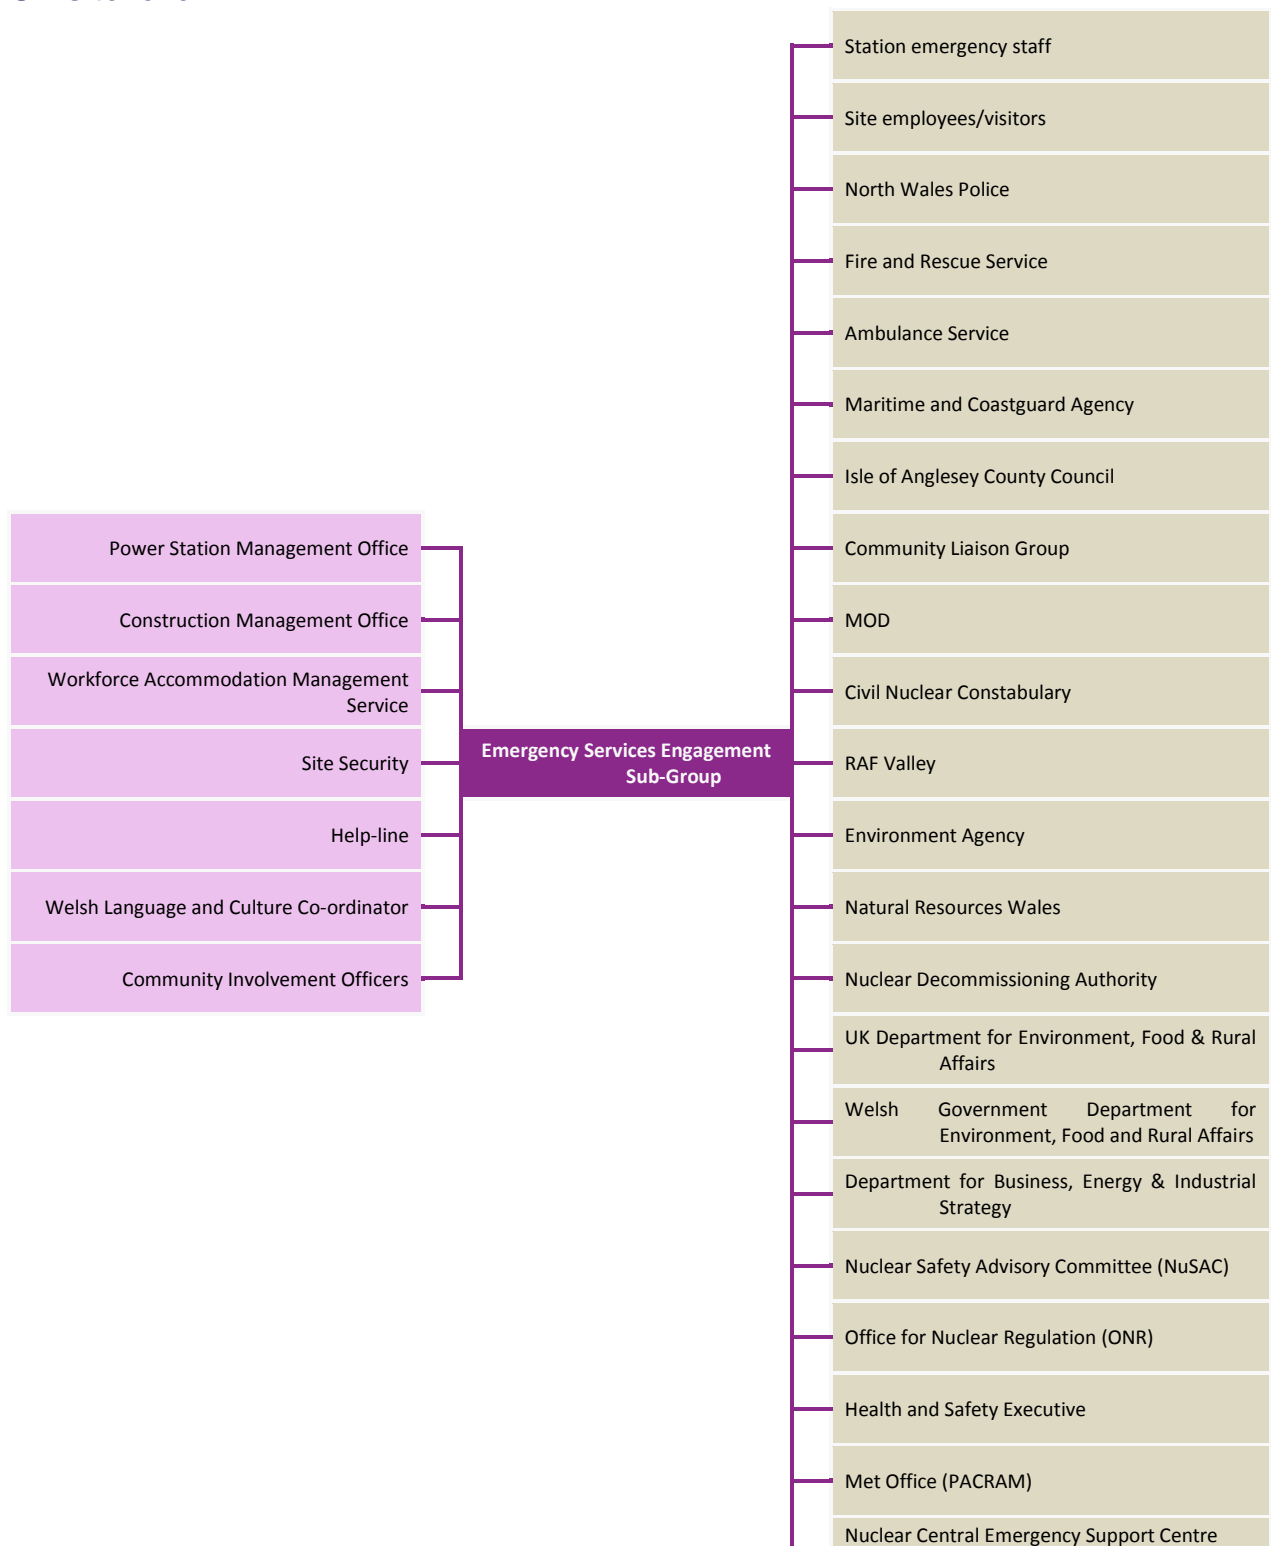 Power Station Management Office
Construction Management Office
Workforce Accommodation Management
Service
Site Security
Help-line
Welsh Language and Culture Co-ordinator
Community Involvement Officers
Emergency Services Engagement
Sub-Group
Station emergency staff
Site employees/visitors
North Wales Police
Fire and Rescue Service
Ambulance Service
Maritime and Coastguard Agency
Isle of Anglesey County Council
Community Liaison Group
MOD
Civil Nuclear Constabulary
RAF Valley
Environment Agency
Natural Resources Wales
Nuclear Decommissioning Authority
UK Department for Environment, Food & Rural
Affairs
Welsh Government Department for
Environment, Food and Rural Affairs
Department for Business, Energy & Industrial
Strategy
Nuclear Safety Advisory Committee (NuSAC)
Office for Nuclear Regulation (ONR)
Health and Safety Executive
Met Office (PACRAM)
Nuclear Central Emergency Support Centre